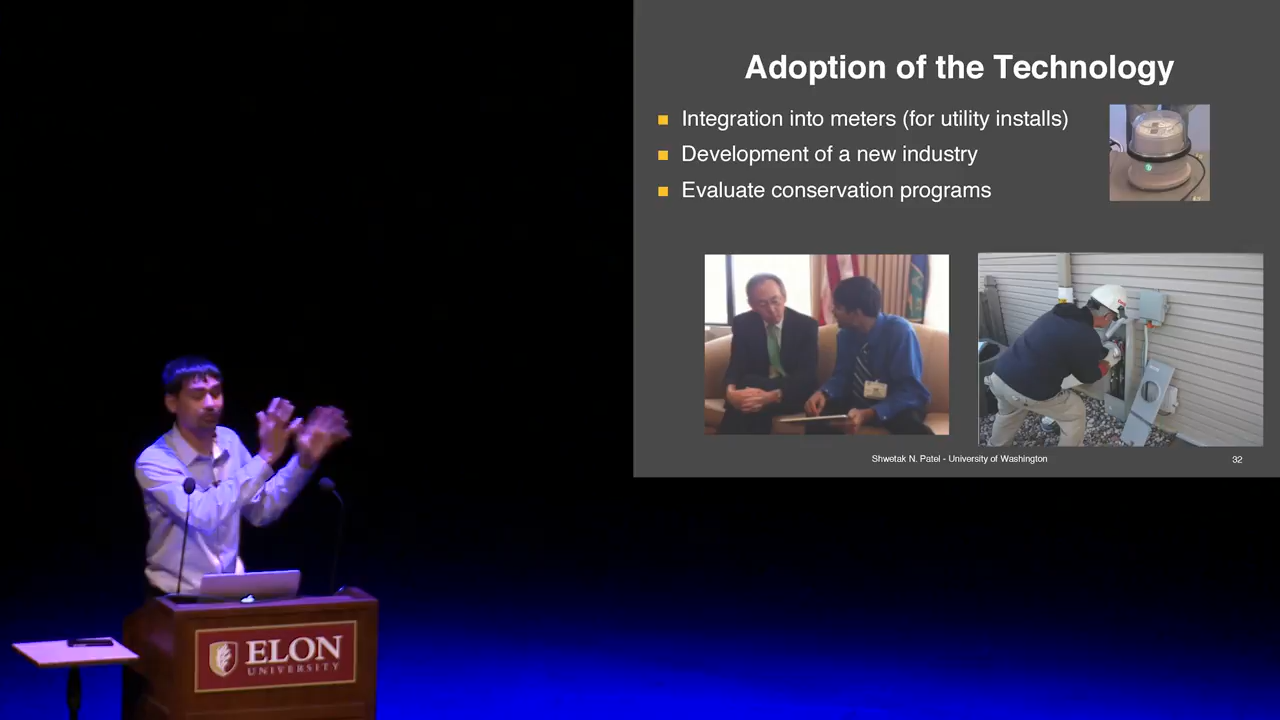 Adoption of the Technology
Integration into meters (for utility installs)
Development of a new industry
Evaluate conservation programs
Shwetak N. Patel - University of Washington
32
ELON
UNIVERSITY